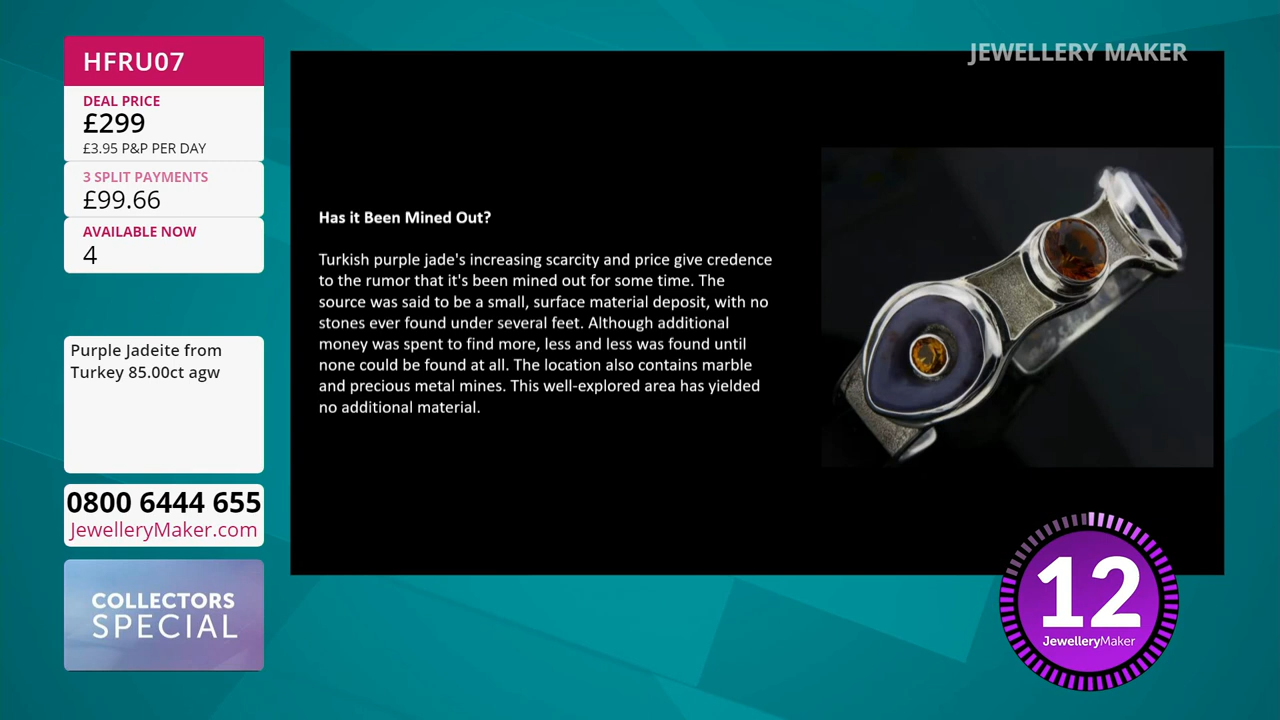 HFRU07
DEAL PRICE
£299
£3.95 P&P PER DAY
3 SPLIT PAYMENTS
£99.66
AVAILABLE NOW
4
Purple Jadeite from
Turkey 85.00ct agw
0800 6444 655
JewelleryMaker.com
COLLECTORS
SPECIAL
JEWELLERY MAKER
Has it Been Mined Out?
Turkish purple jade's increasing scarcity and price give credence
to the rumor that it's been mined out for some time. The
source was said to be a small, surface material deposit, with no
stones ever found under several feet. Although additional
money was spent to find more, less and less was found until
none could be found at all. The location also contains marble
and precious metal mines. This well-explored area has yielded
no additional material.
12
JewelleryMaker